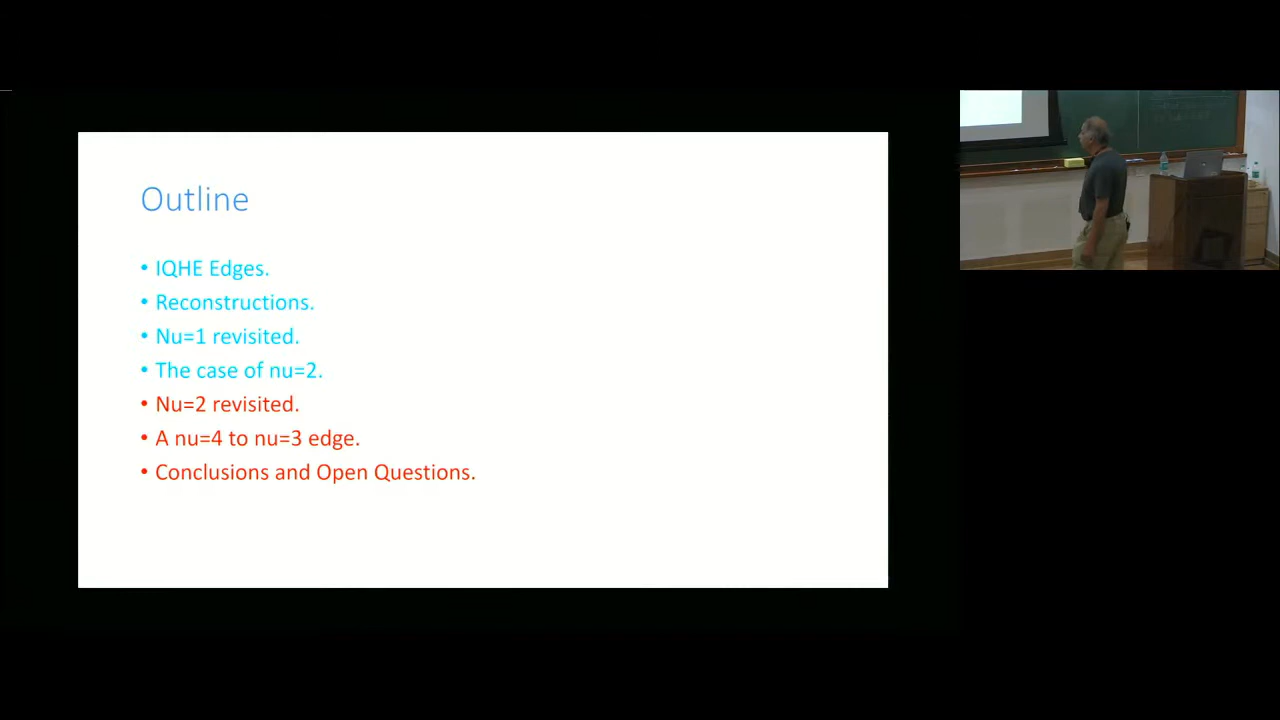 Outline
• IQHE Edges.
• Reconstructions.
• Nu=1 revisited.
• The case of nu=2.
• Nu=2 revisited.
• A nu=4 to nu=3 edge.
• Conclusions and Open Questions.